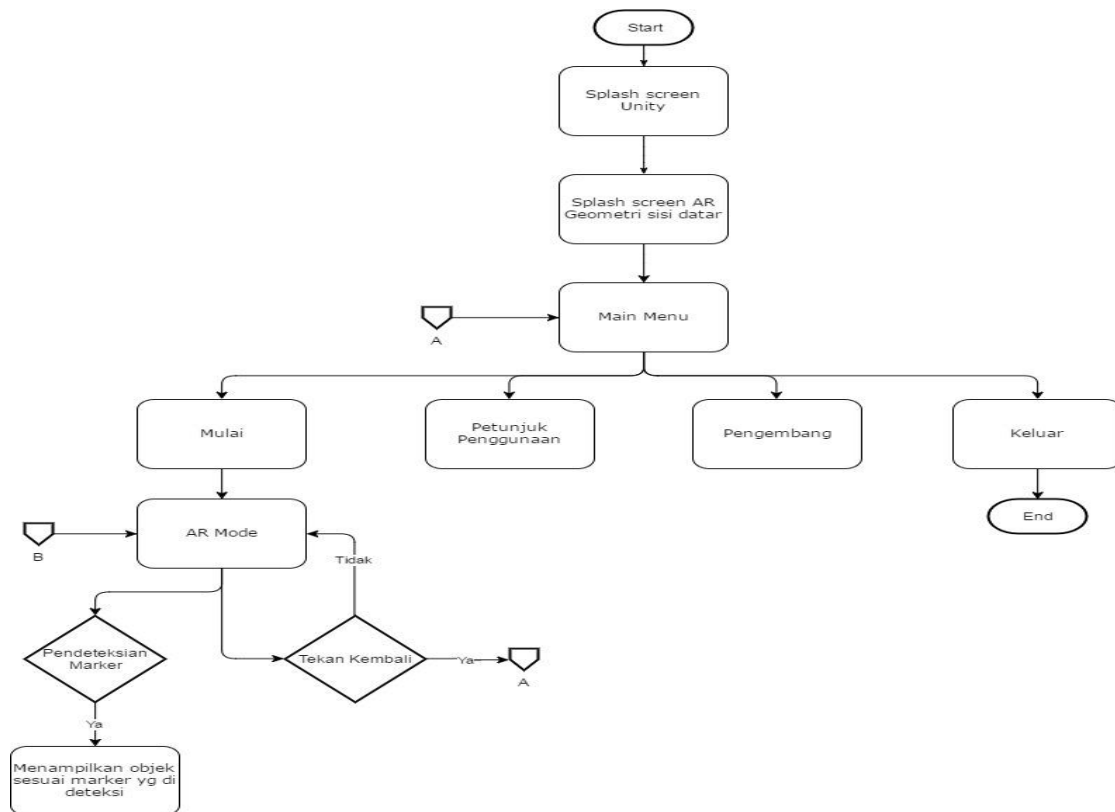 Start
Splash screen
Unity
Splash screen AR
Geometri sisi datar
Main Menu
A
Mulai
Petunjuk
Penggunaan
Pengembang
Keluar
AR Mode
B
End
Tidak
Pendeteksian
Marker
Tekan Kembali
Ya
A
Ya
Menampilkan objek
sesuai marker yg di
deteksi